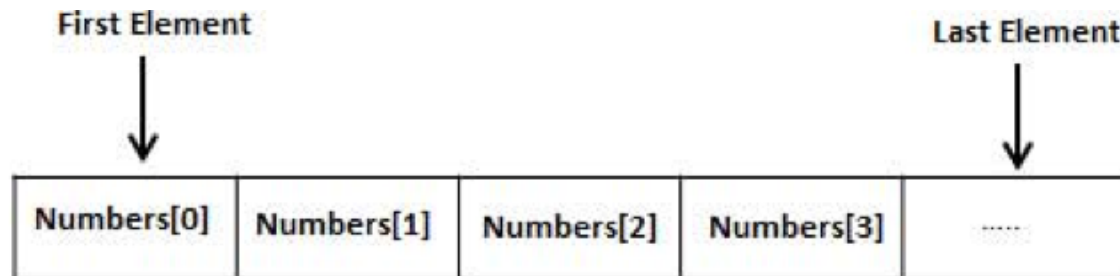 First Element
Last Element
Numbers[0] Numbers[1] Numbers[2] Numbers[3] .....